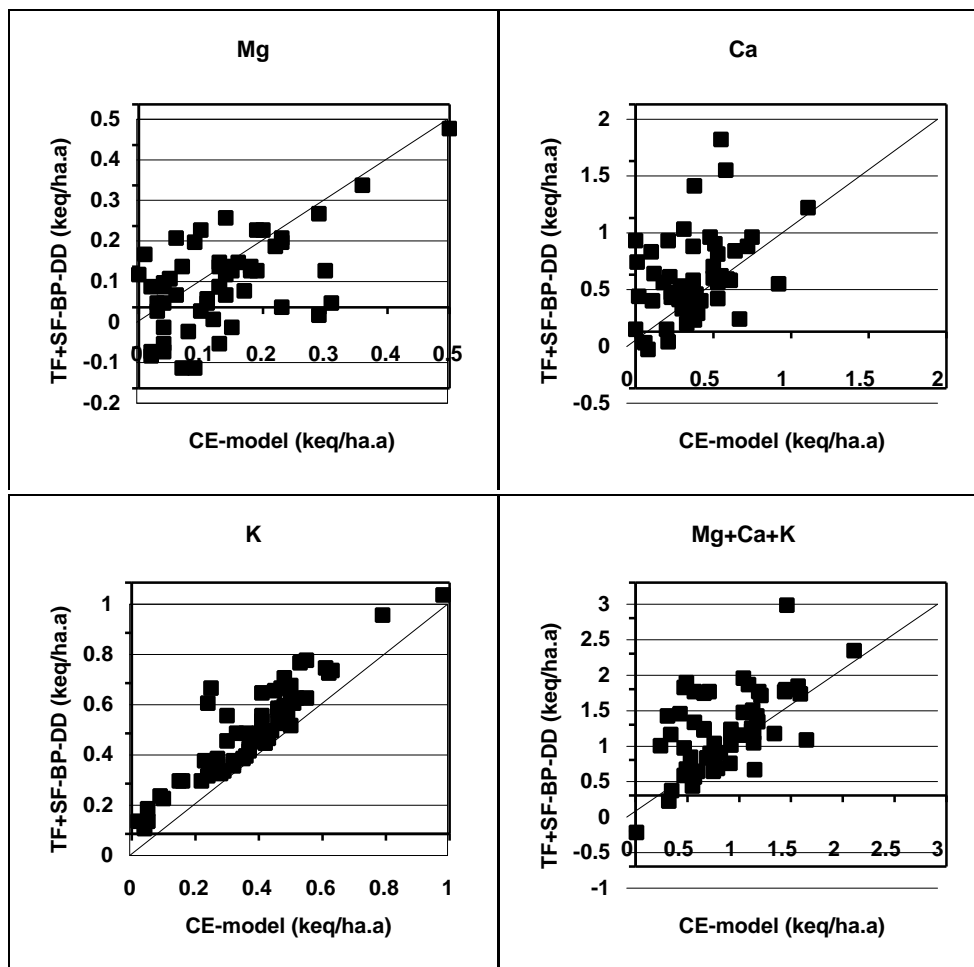 Mg
TF+SF-BP-DD (keq/ha.a)
0.5
0.4
0.3
0.2
0.1
0
-0.1
-0.2
0 0.1 0.2 0.3 0.4 0.5
CE-model (keq/ha.a)
Ca
TF+SF-BP-DD (keq/ha.a)
2
1.5
1
0.5
0
-0.5
0 0.5 1 1.5 2
CE-model (keq/ha.a)
K
TF+SF-BP-DD (keq/ha.a)
1
0.8
0.6
0.4
0.2
0
0 0.2 0.4 0.6 0.8 1
CE-model (keq/ha.a)
Mg+Ca+K
TF+SF-BP-DD (keq/ha.a)
3
2.5
2
1.5
1
0.5
0
-0.5
-1
0 0.5 1 1.5 2 2.5 3
CE-model (keq/ha.a)